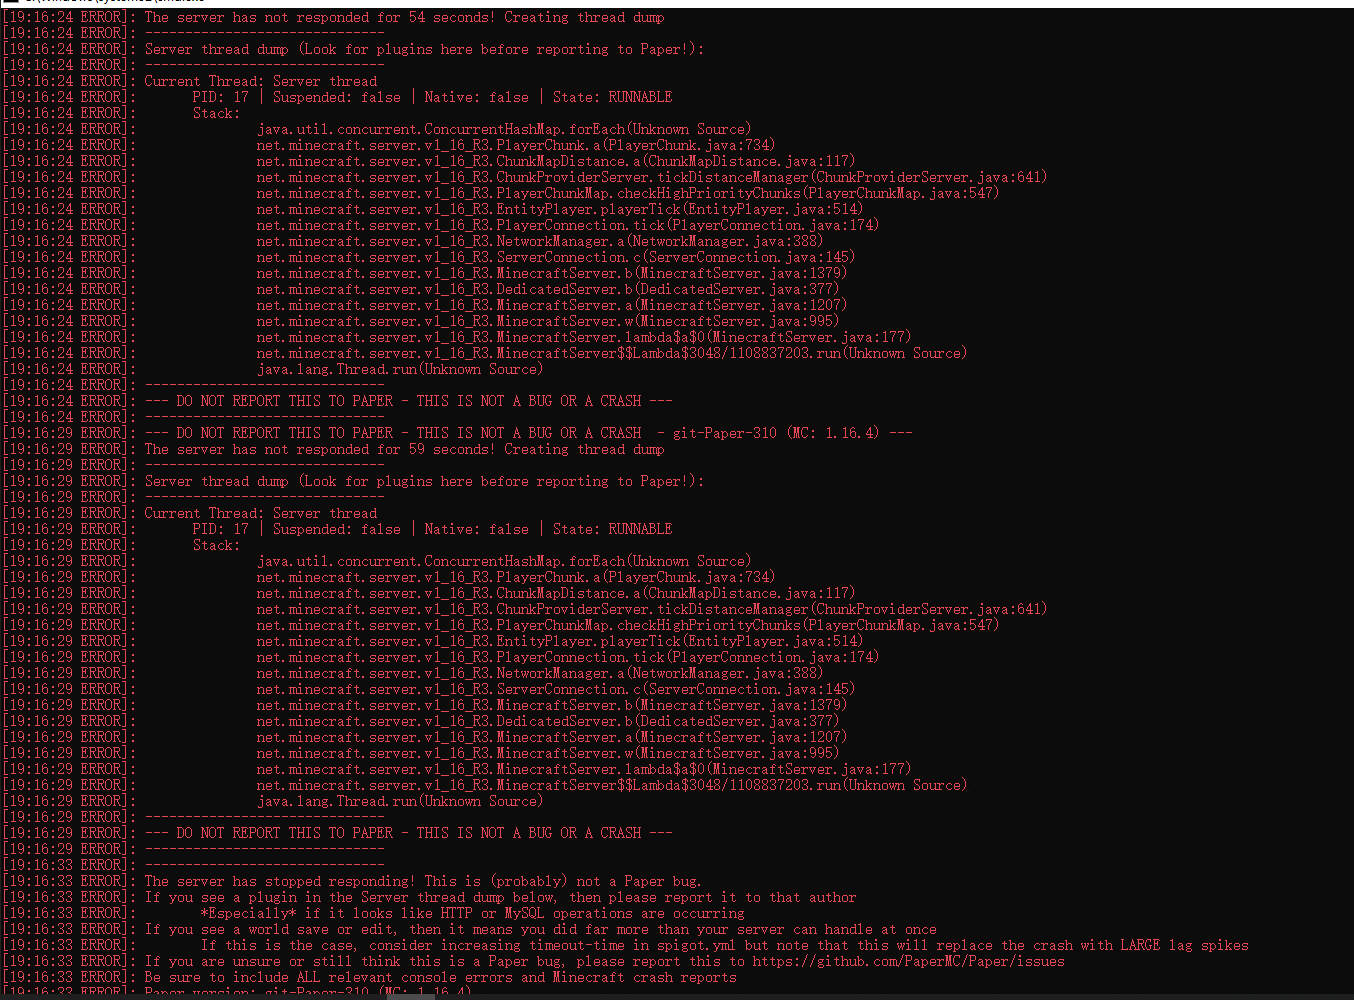 [19:16:24 ERROR]: The server has not responded for 54 seconds! Creating thread dump
[19:16:24 ERROR]: ------------------------------
[19:16:24 ERROR]: Server thread dump (Look for plugins here before reporting to Paper!):
[19:16:24 ERROR]: ------------------------------
[19:16:24 ERROR]: Current Thread: Server thread
[19:16:24 ERROR]: PID: 17 | Suspended: false | Native: false | State: RUNNABLE
[19:16:24 ERROR]: Stack:
[19:16:24 ERROR]: java.util.concurrent.ConcurrentHashMap.forEach(Unknown Source)
[19:16:24 ERROR]: net.minecraft.server.v1_16_R3.PlayerChunk.a(PlayerChunk.java:734)
[19:16:24 ERROR]: net.minecraft.server.v1_16_R3.ChunkMapDistance.a(ChunkMapDistance.java:117)
[19:16:24 ERROR]: net.minecraft.server.v1_16_R3.ChunkProviderServer.tickDistanceManager(ChunkProviderServer.java:641)
[19:16:24 ERROR]: net.minecraft.server.v1_16_R3.PlayerChunkMap.checkHighPriorityChunks(PlayerChunkMap.java:547)
[19:16:24 ERROR]: net.minecraft.server.v1_16_R3.EntityPlayer.playerTick(EntityPlayer.java:514)
[19:16:24 ERROR]: net.minecraft.server.v1_16_R3.PlayerConnection.tick(PlayerConnection.java:174)
[19:16:24 ERROR]: net.minecraft.server.v1_16_R3.NetworkManager.a(NetworkManager.java:388)
[19:16:24 ERROR]: net.minecraft.server.v1_16_R3.ServerConnection.c(ServerConnection.java:145)
[19:16:24 ERROR]: net.minecraft.server.v1_16_R3.MinecraftServer.b(MinecraftServer.java:1379)
[19:16:24 ERROR]: net.minecraft.server.v1_16_R3.DedicatedServer.b(DedicatedServer.java:377)
[19:16:24 ERROR]: net.minecraft.server.v1_16_R3.MinecraftServer.a(MinecraftServer.java:1207)
[19:16:24 ERROR]: net.minecraft.server.v1_16_R3.MinecraftServer.w(MinecraftServer.java:995)
[19:16:24 ERROR]: net.minecraft.server.v1_16_R3.MinecraftServer.lambda$a$0(MinecraftServer.java:177)
[19:16:24 ERROR]: net.minecraft.server.v1_16_R3.MinecraftServer$$Lambda$3048/1108837203.run(Unknown Source)
[19:16:24 ERROR]: java.lang.Thread.run(Unknown Source)
[19:16:24 ERROR]: ------------------------------
[19:16:24 ERROR]: --- DO NOT REPORT THIS TO PAPER - THIS IS NOT A BUG OR A CRASH ---
[19:16:24 ERROR]: ------------------------------
[19:16:29 ERROR]: --- DO NOT REPORT THIS TO PAPER - THIS IS NOT A BUG OR A CRASH  - git-Paper-310 (MC: 1.16.4) ---
[19:16:29 ERROR]: The server has not responded for 59 seconds! Creating thread dump
[19:16:29 ERROR]: ------------------------------
[19:16:29 ERROR]: Server thread dump (Look for plugins here before reporting to Paper!):
[19:16:29 ERROR]: ------------------------------
[19:16:29 ERROR]: Current Thread: Server thread
[19:16:29 ERROR]: PID: 17 | Suspended: false | Native: false | State: RUNNABLE
[19:16:29 ERROR]: Stack:
[19:16:29 ERROR]: java.util.concurrent.ConcurrentHashMap.forEach(Unknown Source)
[19:16:29 ERROR]: net.minecraft.server.v1_16_R3.PlayerChunk.a(PlayerChunk.java:734)
[19:16:29 ERROR]: net.minecraft.server.v1_16_R3.ChunkMapDistance.a(ChunkMapDistance.java:117)
[19:16:29 ERROR]: net.minecraft.server.v1_16_R3.ChunkProviderServer.tickDistanceManager(ChunkProviderServer.java:641)
[19:16:29 ERROR]: net.minecraft.server.v1_16_R3.PlayerChunkMap.checkHighPriorityChunks(PlayerChunkMap.java:547)
[19:16:29 ERROR]: net.minecraft.server.v1_16_R3.EntityPlayer.playerTick(EntityPlayer.java:514)
[19:16:29 ERROR]: net.minecraft.server.v1_16_R3.PlayerConnection.tick(PlayerConnection.java:174)
[19:16:29 ERROR]: net.minecraft.server.v1_16_R3.NetworkManager.a(NetworkManager.java:388)
[19:16:29 ERROR]: net.minecraft.server.v1_16_R3.ServerConnection.c(ServerConnection.java:145)
[19:16:29 ERROR]: net.minecraft.server.v1_16_R3.MinecraftServer.b(MinecraftServer.java:1379)
[19:16:29 ERROR]: net.minecraft.server.v1_16_R3.DedicatedServer.b(DedicatedServer.java:377)
[19:16:29 ERROR]: net.minecraft.server.v1_16_R3.MinecraftServer.a(MinecraftServer.java:1207)
[19:16:29 ERROR]: net.minecraft.server.v1_16_R3.MinecraftServer.w(MinecraftServer.java:995)
[19:16:29 ERROR]: net.minecraft.server.v1_16_R3.MinecraftServer.lambda$a$0(MinecraftServer.java:177)
[19:16:29 ERROR]: net.minecraft.server.v1_16_R3.MinecraftServer$$Lambda$3048/1108837203.run(Unknown Source)
[19:16:29 ERROR]: java.lang.Thread.run(Unknown Source)
[19:16:29 ERROR]: ------------------------------
[19:16:29 ERROR]: --- DO NOT REPORT THIS TO PAPER - THIS IS NOT A BUG OR A CRASH ---
[19:16:29 ERROR]: ------------------------------
[19:16:33 ERROR]: ------------------------------
[19:16:33 ERROR]: The server has stopped responding! This is (probably) not a Paper bug.
[19:16:33 ERROR]: If you see a plugin in the Server thread dump below, then please report it to that author
[19:16:33 ERROR]: *Especially* if it looks like HTTP or MySQL operations are occurring
[19:16:33 ERROR]: If you see a world save or edit, then it means you did far more than your server can handle at once
[19:16:33 ERROR]: If this is the case, consider increasing timeout-time in spigot.yml but note that this will replace the crash with LARGE lag spikes
[19:16:33 ERROR]: If you are unsure or still think this is a Paper bug, please report this to https://github.com/PaperMC/Paper/issues
[19:16:33 ERROR]: Be sure to include ALL relevant console errors and Minecraft crash reports
[19:16:33 ERROR]: Paper version: git-Paper-310 (MC: 1.16.4)